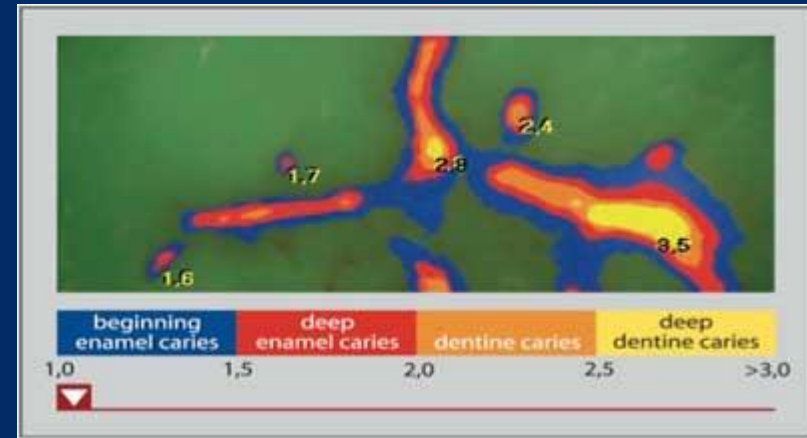 2,4
2,8
1,7
3,5
1,6
beginning enamel caries
deep enamel caries
dentine caries
deep dentine caries
1,0 1,5 2,0 2,5 >3,0